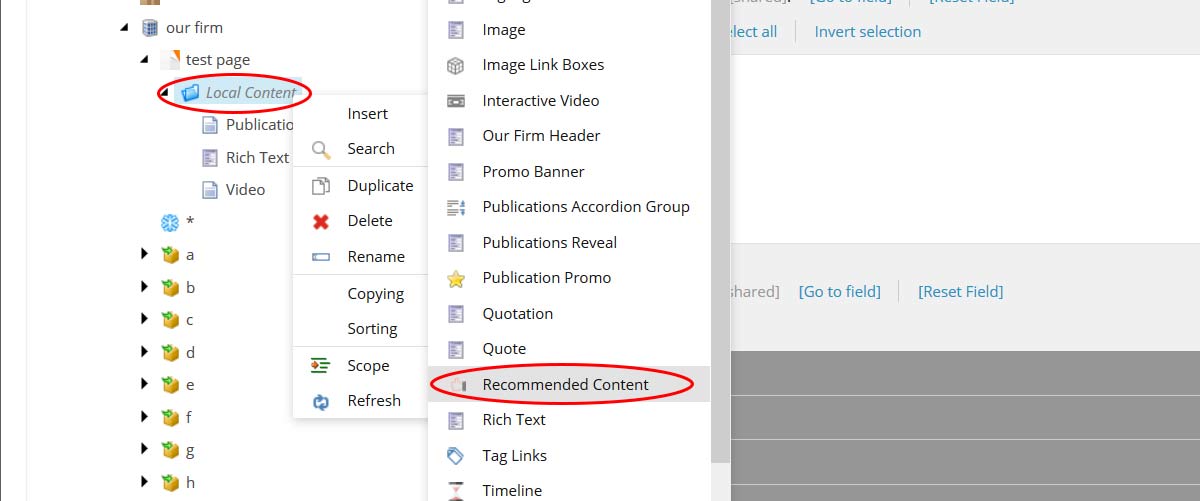 our firm
test page
Local Content
Publicatio
Rich Text
Video
*
a
b
c
d
e
f
g
h
Insert
Search
Duplicate
Delete
Rename
Copying
Sorting
Scope
Refresh
Image
Image Link Boxes
Interactive Video
Our Firm Header
Promo Banner
Publications Accordion Group
Publications Reveal
Publication Promo
Quotation
Quote
Recommended Content
Rich Text
Tag Links
Timeline
[shared]. [Go to field] [Reset Field]
lect all Invert selection
shared] [Go to field] [Reset Field]